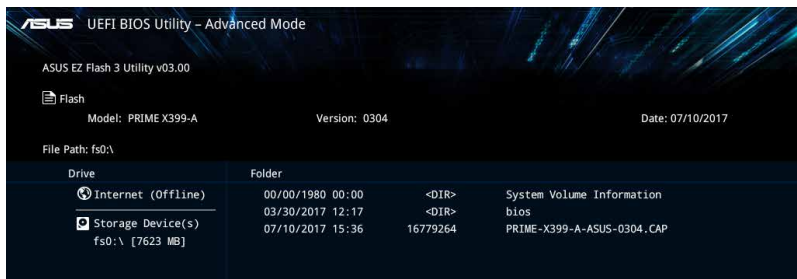 ASUS UEFI BIOS Utility – Advanced Mode
ASUS EZ Flash 3 Utility v03.00
Flash
Model: PRIME X399-A Version: 0304 Date: 07/10/2017
File Path: fs0:\
Drive Folder
Internet (Offline) 00/00/1980 00:00 <DIR> System Volume Information
03/30/2017 12:17 <DIR> bios
Storage Device(s) 07/10/2017 15:36 16779264 PRIME-X399-A-ASUS-0304.CAP
fs0:\ [7623 MB]